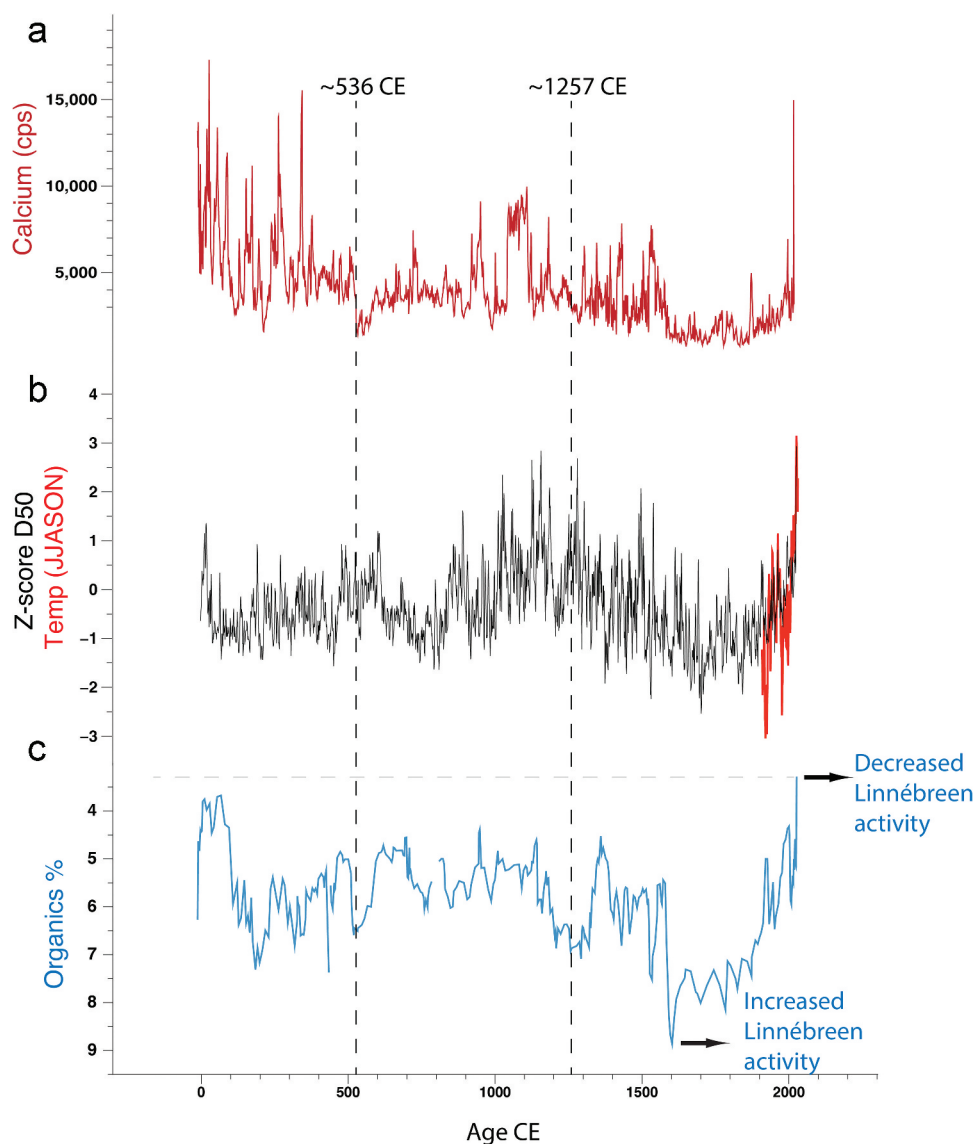 a
~536 CE
~1257 CE
15,000
10,000
5,000
Calcium (cps)
b
4
3
2
1
0
−1
−2
−3
Z-score D50
Temp (JJASON)
c
4
5
6
7
8
9
Organics %
Decreased
Linnébreen
activity
Increased
Linnébreen
activity
0
500
1000
1500
2000
Age CE